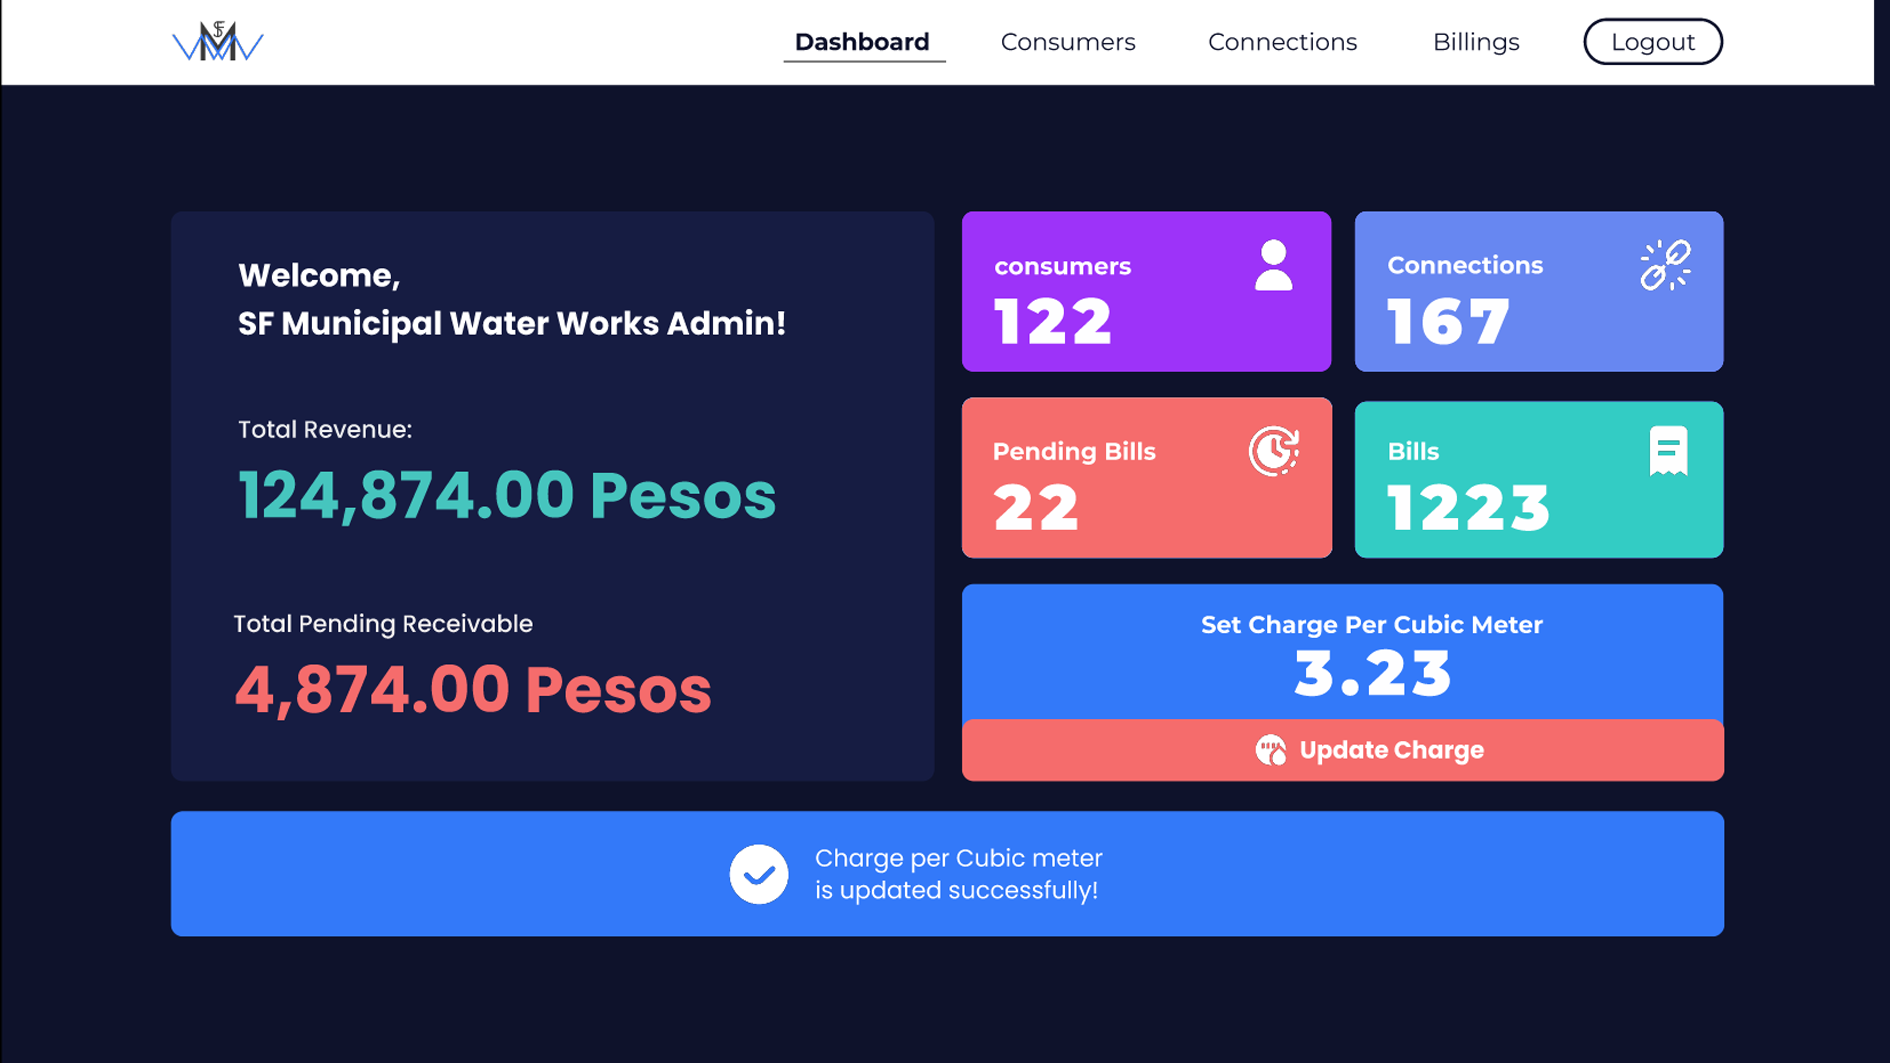 Dashboard
Consumers
Connections
Billings
Logout
Welcome,
SF Municipal Water Works Admin!
Total Revenue:
124,874.00 Pesos
Total Pending Receivable
4,874.00 Pesos
consumers
122
Connections
167
Pending Bills
22
Bills
1223
Set Charge Per Cubic Meter
3.23
Update Charge
Charge per Cubic meter
is updated successfully!